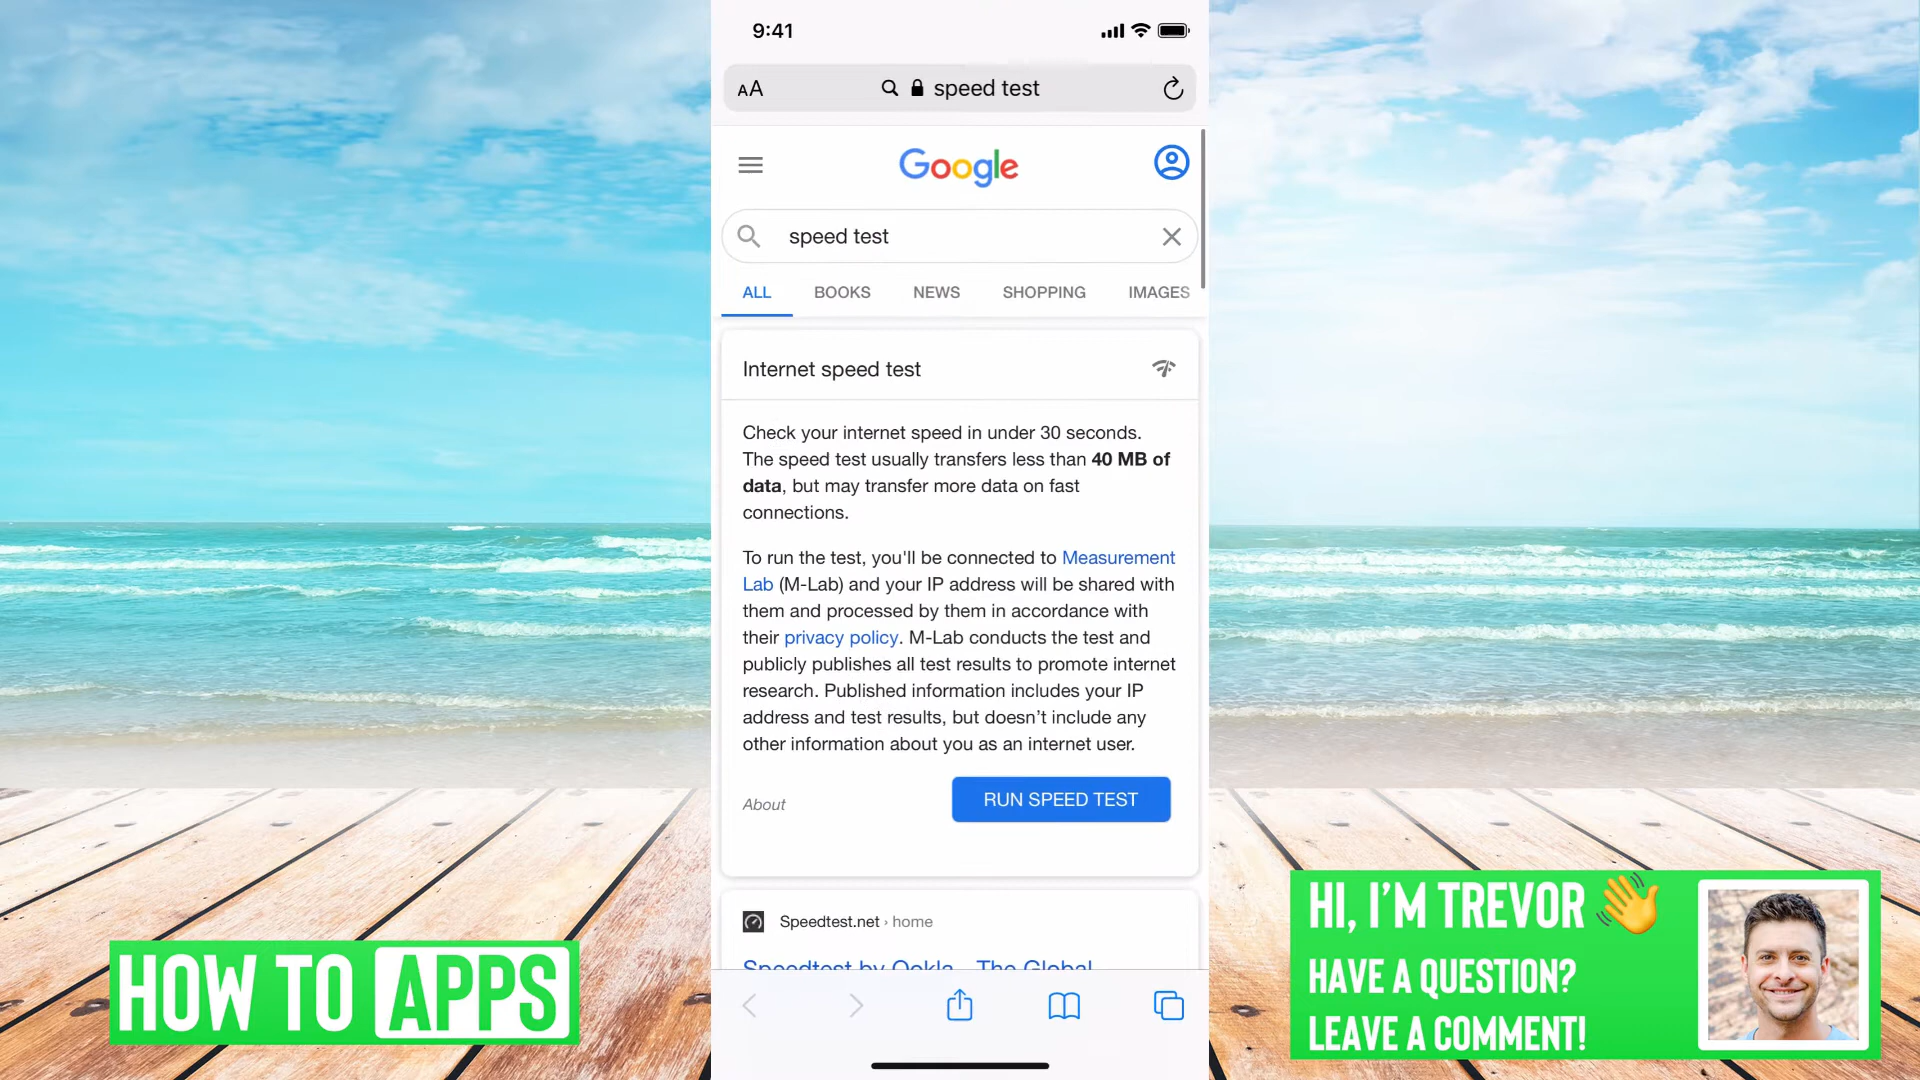 9:41
AA speed test
Google
speed test
ALL BOOKS NEWS SHOPPING IMAGES
Internet speed test
Check your internet speed in under 30 seconds.
The speed test usually transfers less than 40 MB of
data, but may transfer more data on fast
connections.
To run the test, you'll be connected to Measurement
Lab (M-Lab) and your IP address will be shared with
them and processed by them in accordance with
their privacy policy. M-Lab conducts the test and
publicly publishes all test results to promote internet
research. Published information includes your IP
address and test results, but doesn’t include any
other information about you as an internet user.
About
RUN SPEED TEST
Speedtest.net › home
Speedtest by Ookla - The Global
HOW TO APPS
HI, I’M TREVOR
HAVE A QUESTION?
LEAVE A COMMENT!